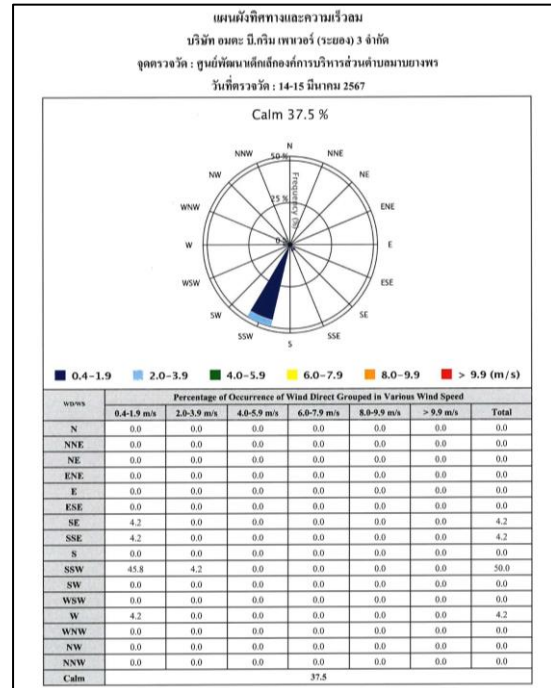 แผนผังทิศทางและความเร็วลม
บริษัท อมตะ บี.กริม เพาเวอร์ (ระยอง) 3 จำกัด
จุดตรวจวัด : ศูนย์พัฒนาเด็กเล็กองค์การบริหารส่วนตำบลมาบยางพร
วันที่ตรวจวัด : 14-15 มีนาคม 2567
Calm 37.5 %
N
NNW 50 % NNE
NW NE
Frequency (%)
25 %
WNW ENE
W 0 E
WSW ESE
SW SE
SSW SSE
S
0.4-1.9 2.0-3.9 4.0-5.9 6.0-7.9 8.0-9.9 > 9.9 (m/s)
WD/WS Percentage of Occurrence of Wind Direct Grouped in Various Wind Speed
0.4-1.9 m/s 2.0-3.9 m/s 4.0-5.9 m/s 6.0-7.9 m/s 8.0-9.9 m/s > 9.9 m/s Total
N 0.0 0.0 0.0 0.0 0.0 0.0 0.0
NNE 0.0 0.0 0.0 0.0 0.0 0.0 0.0
NE 0.0 0.0 0.0 0.0 0.0 0.0 0.0
ENE 0.0 0.0 0.0 0.0 0.0 0.0 0.0
E 0.0 0.0 0.0 0.0 0.0 0.0 0.0
ESE 0.0 0.0 0.0 0.0 0.0 0.0 0.0
SE 4.2 0.0 0.0 0.0 0.0 0.0 4.2
SSE 4.2 0.0 0.0 0.0 0.0 0.0 4.2
S 0.0 0.0 0.0 0.0 0.0 0.0 0.0
SSW 45.8 4.2 0.0 0.0 0.0 0.0 50.0
SW 0.0 0.0 0.0 0.0 0.0 0.0 0.0
WSW 0.0 0.0 0.0 0.0 0.0 0.0 0.0
W 4.2 0.0 0.0 0.0 0.0 0.0 4.2
WNW 0.0 0.0 0.0 0.0 0.0 0.0 0.0
NW 0.0 0.0 0.0 0.0 0.0 0.0 0.0
NNW 0.0 0.0 0.0 0.0 0.0 0.0 0.0
Calm 37.5